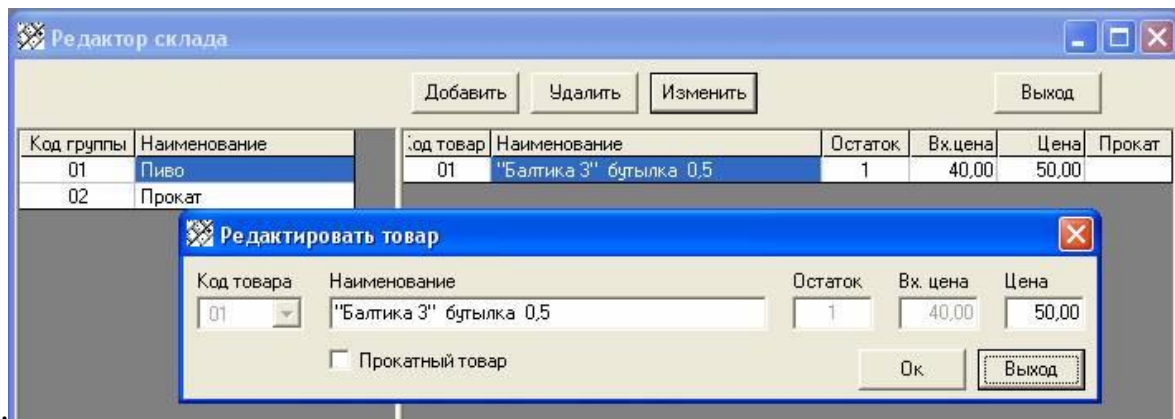 Редактор склада
Добавить Удалить Изменить Выход
Код группы Наименование од товар Наименование Остаток Вх.цена Цена Прокат
01 Пиво 01 "Балтика 3" бутылка 0,5 1 40,00 50,00
02 Прокат
Редактировать товар
Код товара Наименование Остаток Вх. цена Цена
01 "Балтика 3" бутылка 0,5 1 40,00 50,00
Прокатный товар
Ок Выход